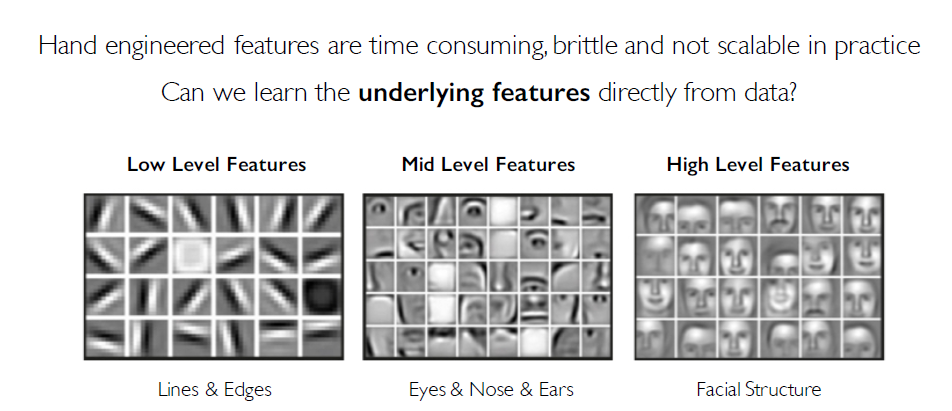 Hand engineered features are time consuming, brittle and not scalable in practice
Can we learn the underlying features directly from data?
Low Level Features
Mid Level Features
High Level Features
Lines & Edges
Eyes & Nose & Ears
Facial Structure